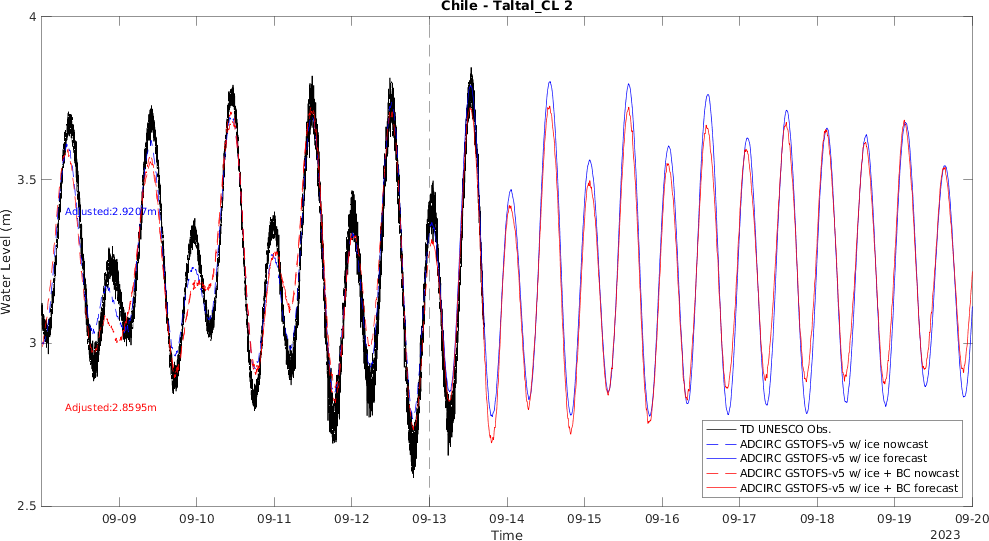 Chile - Taltal_CL 2
4
3.5
3
2.5
Water Level (m)
Adjusted:2.9207m
Adjusted:2.8595m
TD UNESCO Obs.
ADCIRC GSTOFS-v5 w/ ice nowcast
ADCIRC GSTOFS-v5 w/ ice forecast
ADCIRC GSTOFS-v5 w/ ice + BC nowcast
ADCIRC GSTOFS-v5 w/ ice + BC forecast
09-09 09-10 09-11 09-12 09-13 09-14 09-15 09-16 09-17 09-18 09-19 09-20
Time
2023